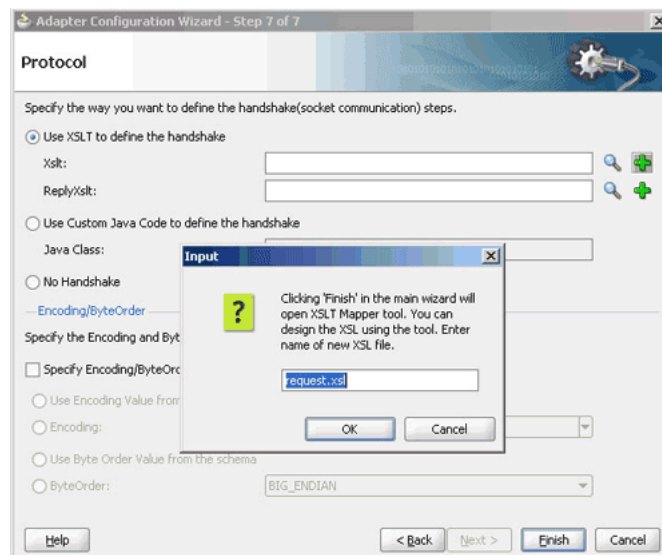 Adapter Configuration Wizard - Step 7 of 7
Protocol
Specify the way you want to define the handshake(socket communication) steps.
Use XSLT to define the handshake
Xslt:
ReplyXslt:
Use Custom Java Code to define the handshake
Java Class:
No Handshake
Encoding/ByteOrder
Specify the Encoding and Byt
Specify Encoding/ByteOrd
Use Encoding Value from
Encoding:
Use Byte Order Value from the schema
ByteOrder:
BIG_ENDIAN
Input
Clicking 'Finish' in the main wizard will
open XSLT Mapper tool. You can
design the XSL using the tool. Enter
name of new XSL file.
request.xsl
OK
Cancel
Help
< Back
Next >
Finish
Cancel